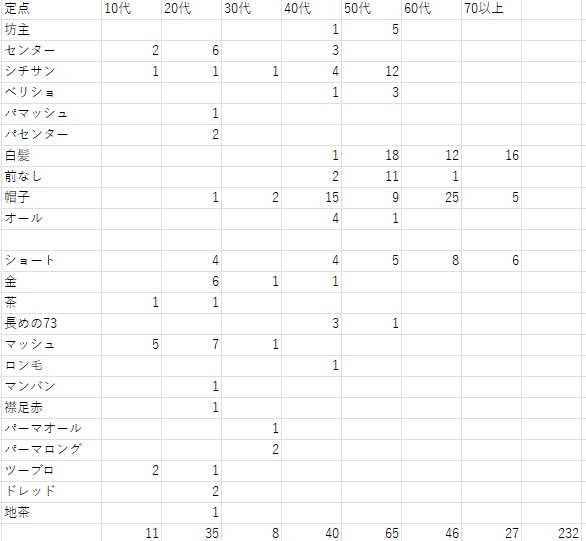 定点 10代 20代 30代 40代 50代 60代 70以上
坊主 1 5
センター 2 6 3
シチサン 1 1 1 4 12
ベリショ 1 3
パマッシュ 1
パセンター 2
白髪 1 18 12 16
前なし 2 11 1
帽子 1 2 15 9 25 5
オール 4 1
ショート 4 4 5 8 6
金 6 1 1
茶 1 1
長めの73 3 1
マッシュ 5 7 1
ロン毛 1
マンバン 1
襟足赤 1
パーマオール 1
パーマロング 2
ツーブロ 2 1
ドレッド 2
地茶 1
11 35 8 40 65 46 27 232